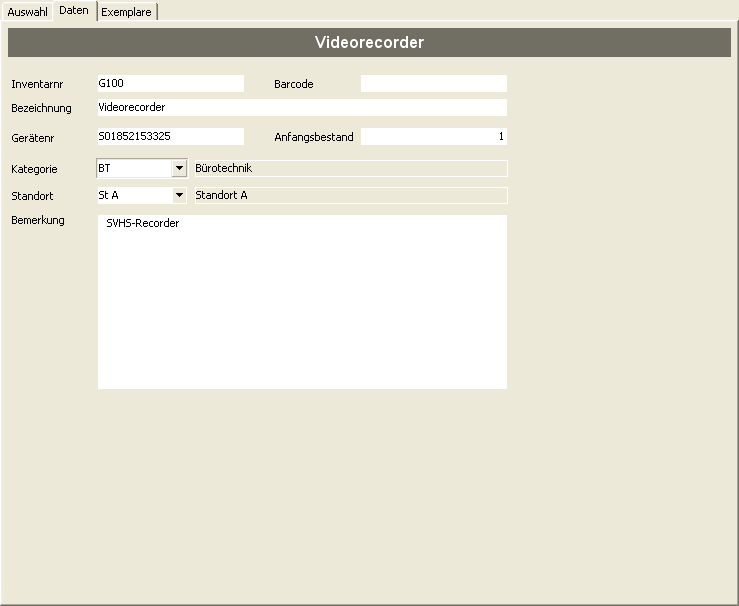 Auswahl Daten Exemplare
Videorecorder
Inventarnr G100 Barcode
Bezeichnung Videorecorder
Gerätenr S01852153325 Anfangsbestand 1
Kategorie BT Bürotechnik
Standort St A Standort A
Bemerkung SVHS-Recorder